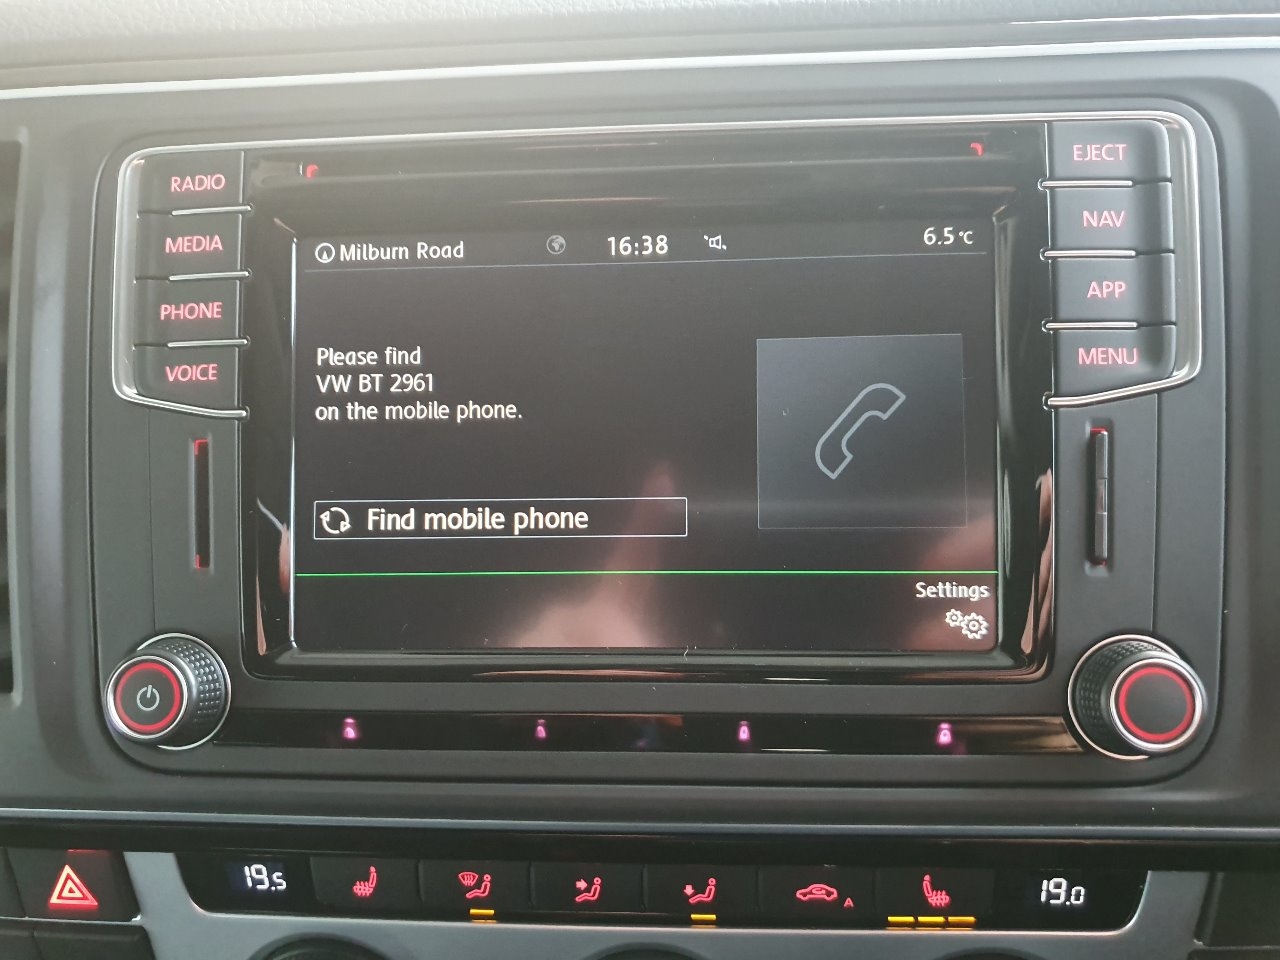 RADIO
MEDIA
PHONE
VOICE
EJECT
NAV
APP
MENU
Milburn Road
16:38
6.5°C
Please find
VW BT 2961
on the mobile phone.
Find mobile phone
Settings
19.5
A
19.0